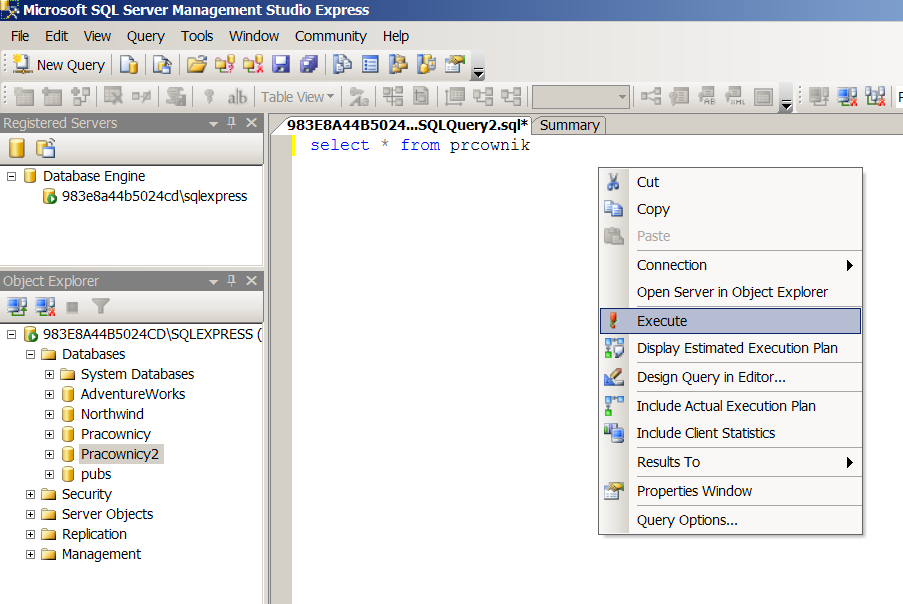 Microsoft SQL Server Management Studio Express
File Edit View Query Tools Window Community Help
New Query
ab| Table View
Registered Servers
Database Engine
983e8a44b5024cd\sqlexpress
Object Explorer
983E8A44B5024CD\SQLEXPRESS (
Databases
System Databases
AdventureWorks
Northwind
Pracownicy
Pracownicy2
pubs
Security
Server Objects
Replication
Management
983E8A44B5024...SQLQuery2.sql* Summary
select * from prcownik
Cut
Copy
Paste
Connection
Open Server in Object Explorer
Execute
Display Estimated Execution Plan
Design Query in Editor...
Include Actual Execution Plan
Include Client Statistics
Results To
Properties Window
Query Options...